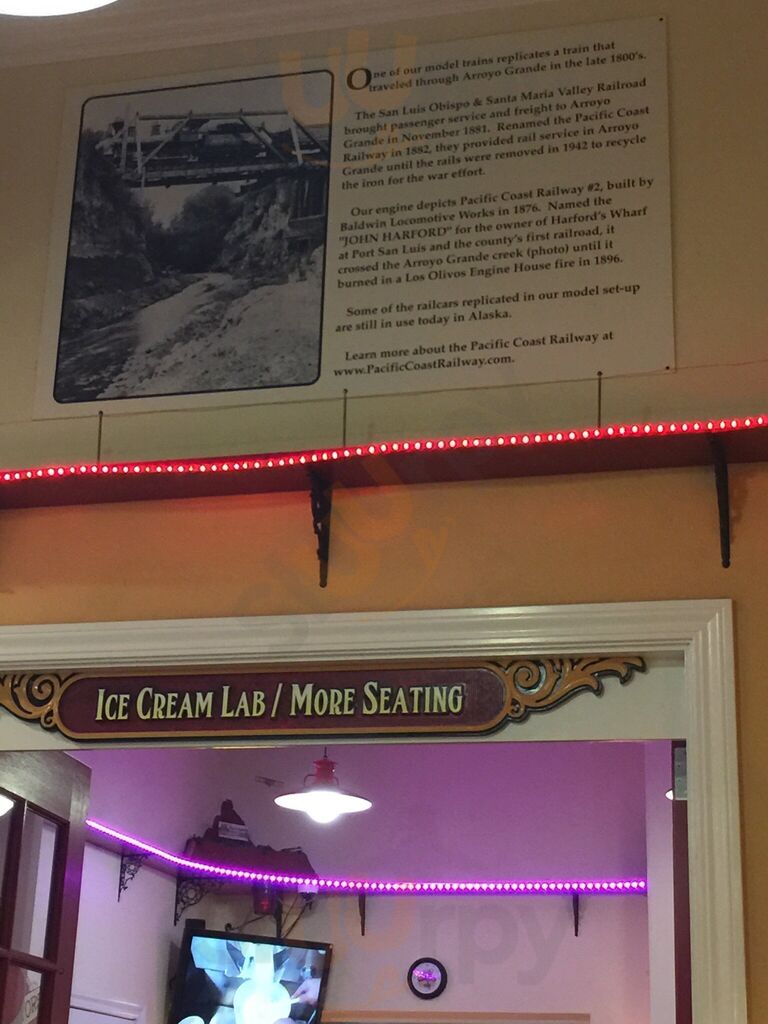 One of our model trains replicates a train that
traveled through Arroyo Grande in the late 1800's.
The San Luis Obispo & Santa Maria Valley Railroad
brought passenger service and freight to Arroyo
Grande in November 1881. Renamed the Pacific Coast
Railway in 1882, they provided rail service in Arroyo
Grande until the rails were removed in 1942 to recycle
the iron for the war effort.
Our engine depicts Pacific Coast Railway #2, built by
Baldwin Locomotive Works in 1876. Named the
"JOHN HARFORD" for the owner of Harford's Wharf
at Port San Luis and the county's first railroad, it
crossed the Arroyo Grande creek (photo) until it
burned in a Los Olivos Engine House fire in 1896.
Some of the railcars replicated in our model set-up
are still in use today in Alaska.
Learn more about the Pacific Coast Railway at
www.PacificCoastRailway.com.
ICE CREAM LAB / MORE SEATING